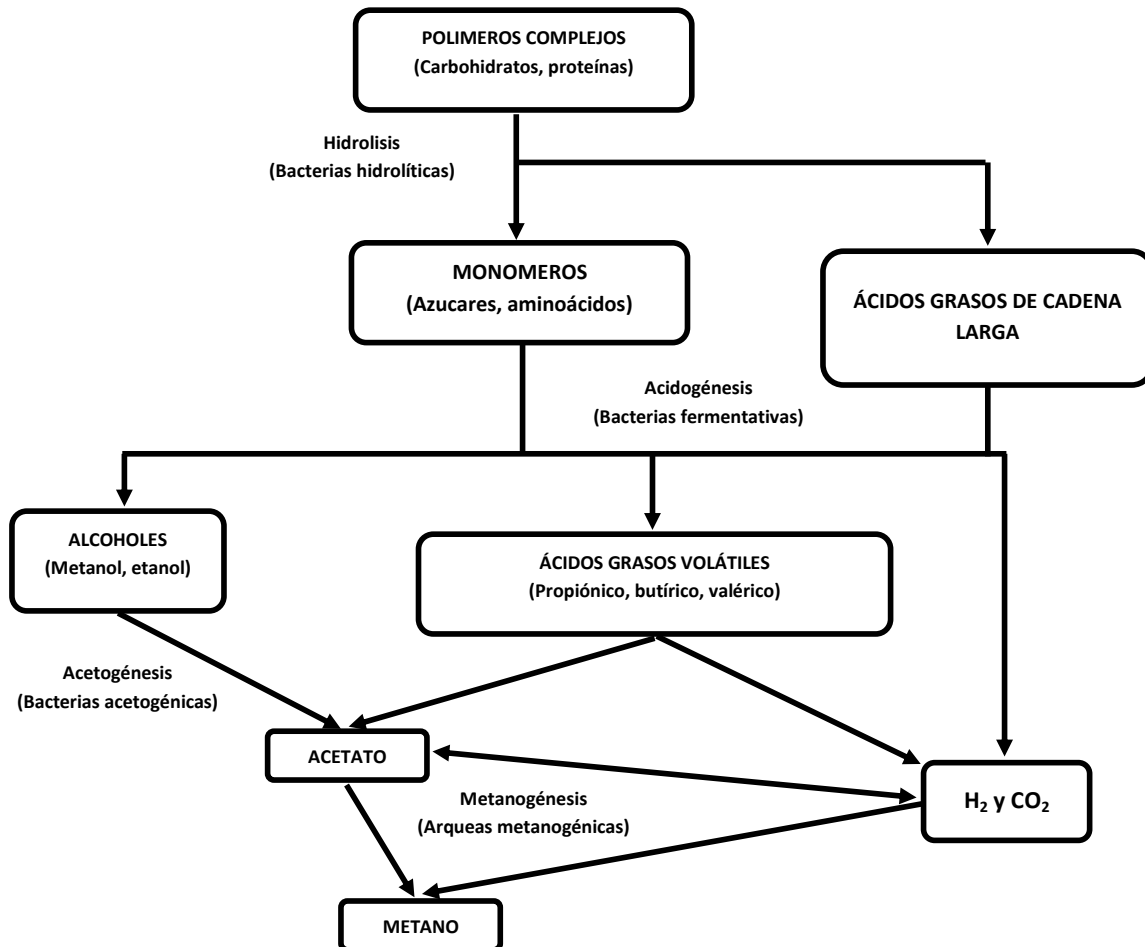 POLIMEROS COMPLEJOS
(Carbohidratos, proteínas)
Hidrolisis
(Bacterias hidrolíticas)
MONOMEROS
(Azucares, aminoácidos)
ÁCIDOS GRASOS DE CADENA
LARGA
Acidogénesis
(Bacterias fermentativas)
ALCOHOLES
(Metanol, etanol)
ÁCIDOS GRASOS VOLÁTILES
(Propiónico, butírico, valérico)
Acetogénesis
(Bacterias acetogénicas)
ACETATO
Metanogénesis
(Arqueas metanogénicas)
H₂ y CO₂
METANO